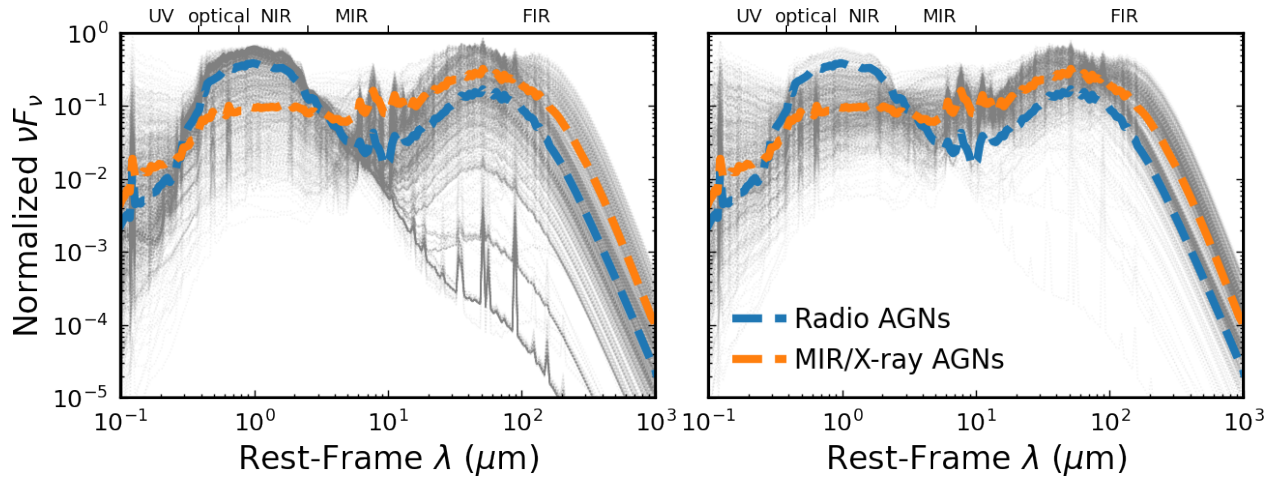 UV optical NIR MIR FIR
UV optical NIR MIR FIR
Normalized νFν
10^0
10^-1
10^-2
10^-3
10^-4
10^-5
Radio AGNs
MIR/X-ray AGNs
10^-1 10^0 10^1 10^2 10^3
10^-1 10^0 10^1 10^2 10^3
Rest-Frame λ (μm)
Rest-Frame λ (μm)